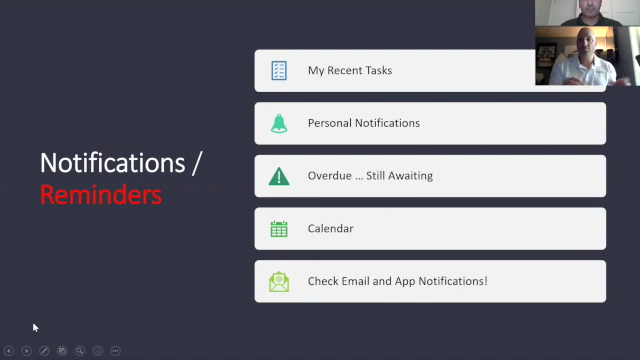 Notifications /
Reminders
My Recent Tasks
Personal Notifications
Overdue ... Still Awaiting
Calendar
Check Email and App Notifications!